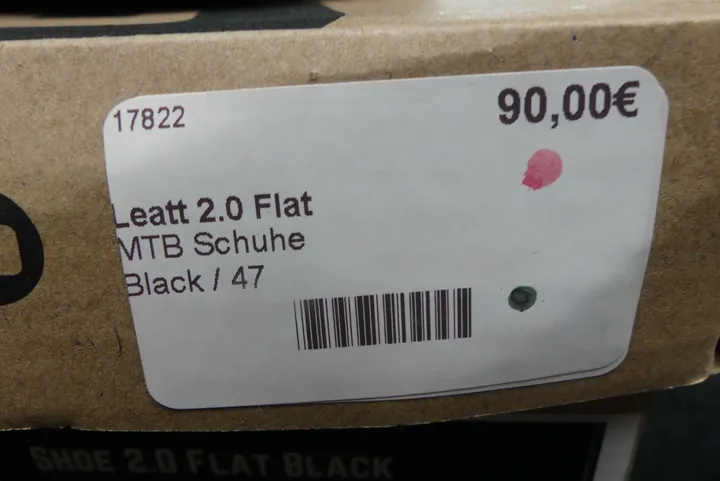 17822
90,00€
Leatt 2.0 Flat
MTB Schuhe
Black / 47
SHOE 2.0 FLAT BLACK